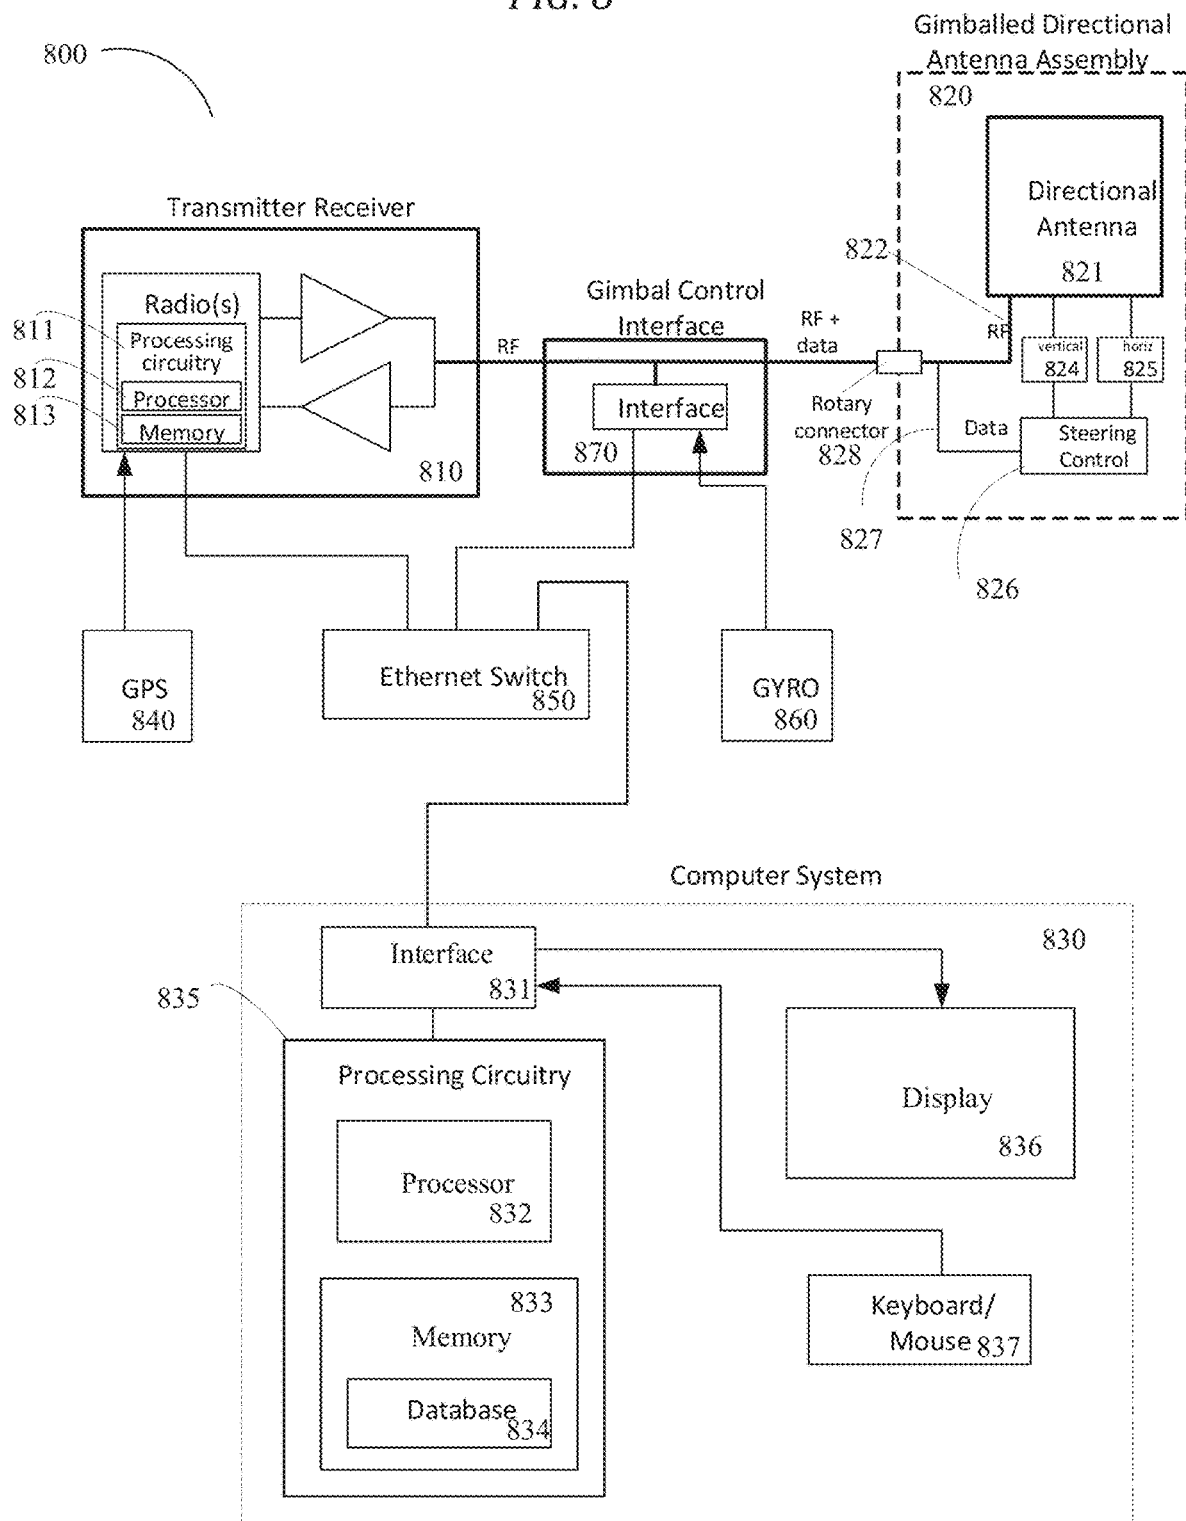 FIG. 8
Gimballed Directional
Antenna Assembly
800
820
Directional
Antenna
821
Transmitter Receiver
822
Gimbal Control
Interface
Radio(s)
811
Processing
circuitry
812
Processor
813
Memory
810
RF
RF +
data
RF
vertical
824
horiz
825
Interface
870
Rotary
connector
828
Data
Steering
Control
827
826
GPS
840
Ethernet Switch
850
GYRO
860
Computer System
830
Interface
831
835
Processing Circuitry
Display
836
Processor
832
833
Memory
Keyboard/
Mouse 837
Database
834